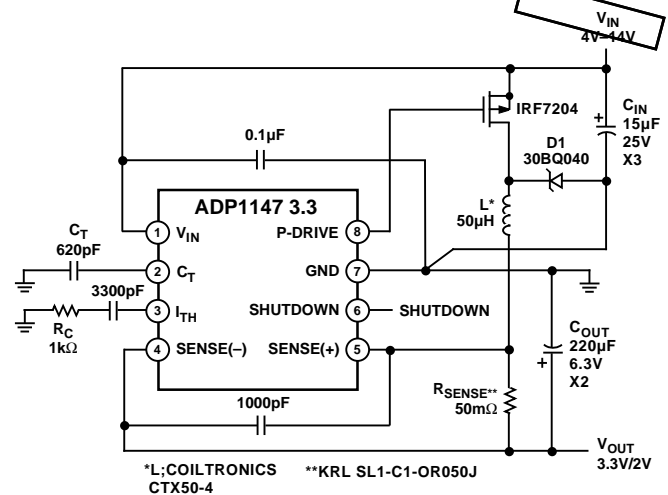 V_IN
4V–14V
IRF7204
C_IN
15µF
25V
X3
0.1µF
D1
30BQ040
L*
50µH
ADP1147 3.3
1 V_IN
P-DRIVE 8
C_T
620pF
2 C_T
GND 7
3300pF
3 I_TH
SHUTDOWN 6
SHUTDOWN
R_C
1kΩ
4 SENSE(–)
SENSE(+) 5
C_OUT
220µF
6.3V
X2
R_SENSE**
50mΩ
1000pF
V_OUT
3.3V/2V
*L;COILTRONICS
CTX50-4
**KRL SL1-C1-OR050J